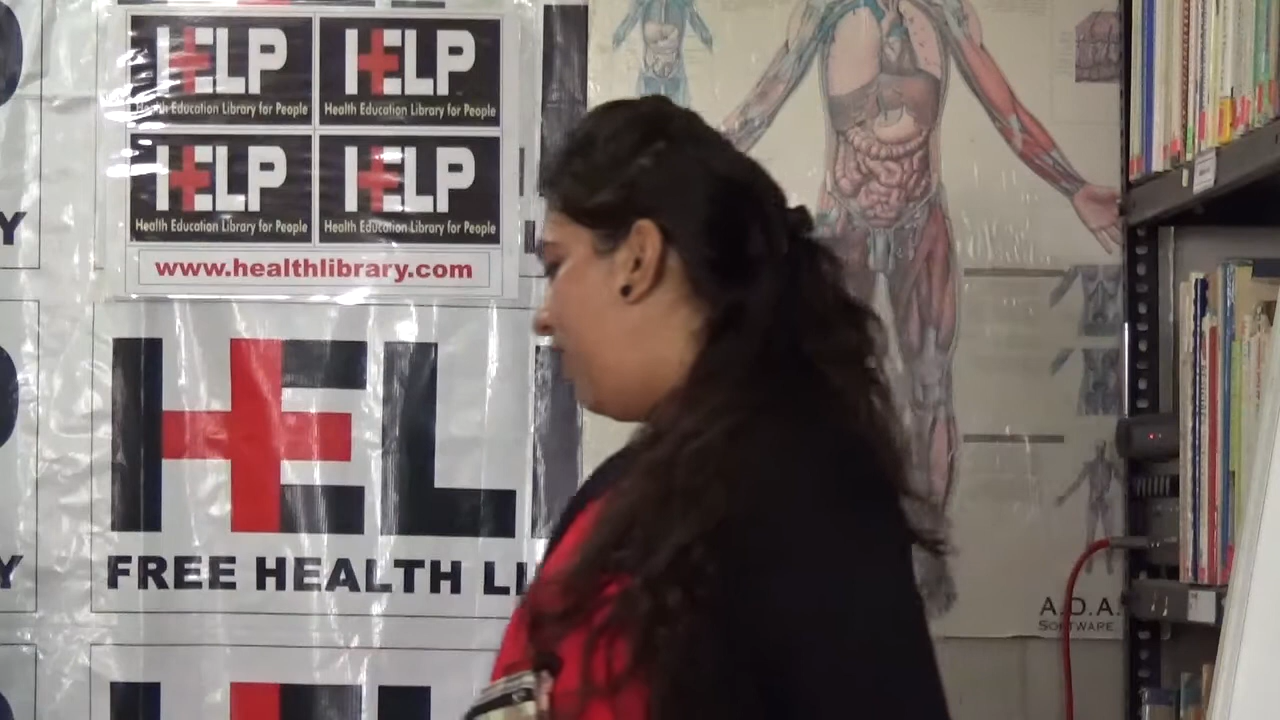 HELP HELP
Health Education Library for People Health Education Library for People
HELP HELP
Health Education Library for People Health Education Library for People
www.healthlibrary.com
Y
HEL
FREE HEALTH LI
Y
A.D.A.
SOFTWARE